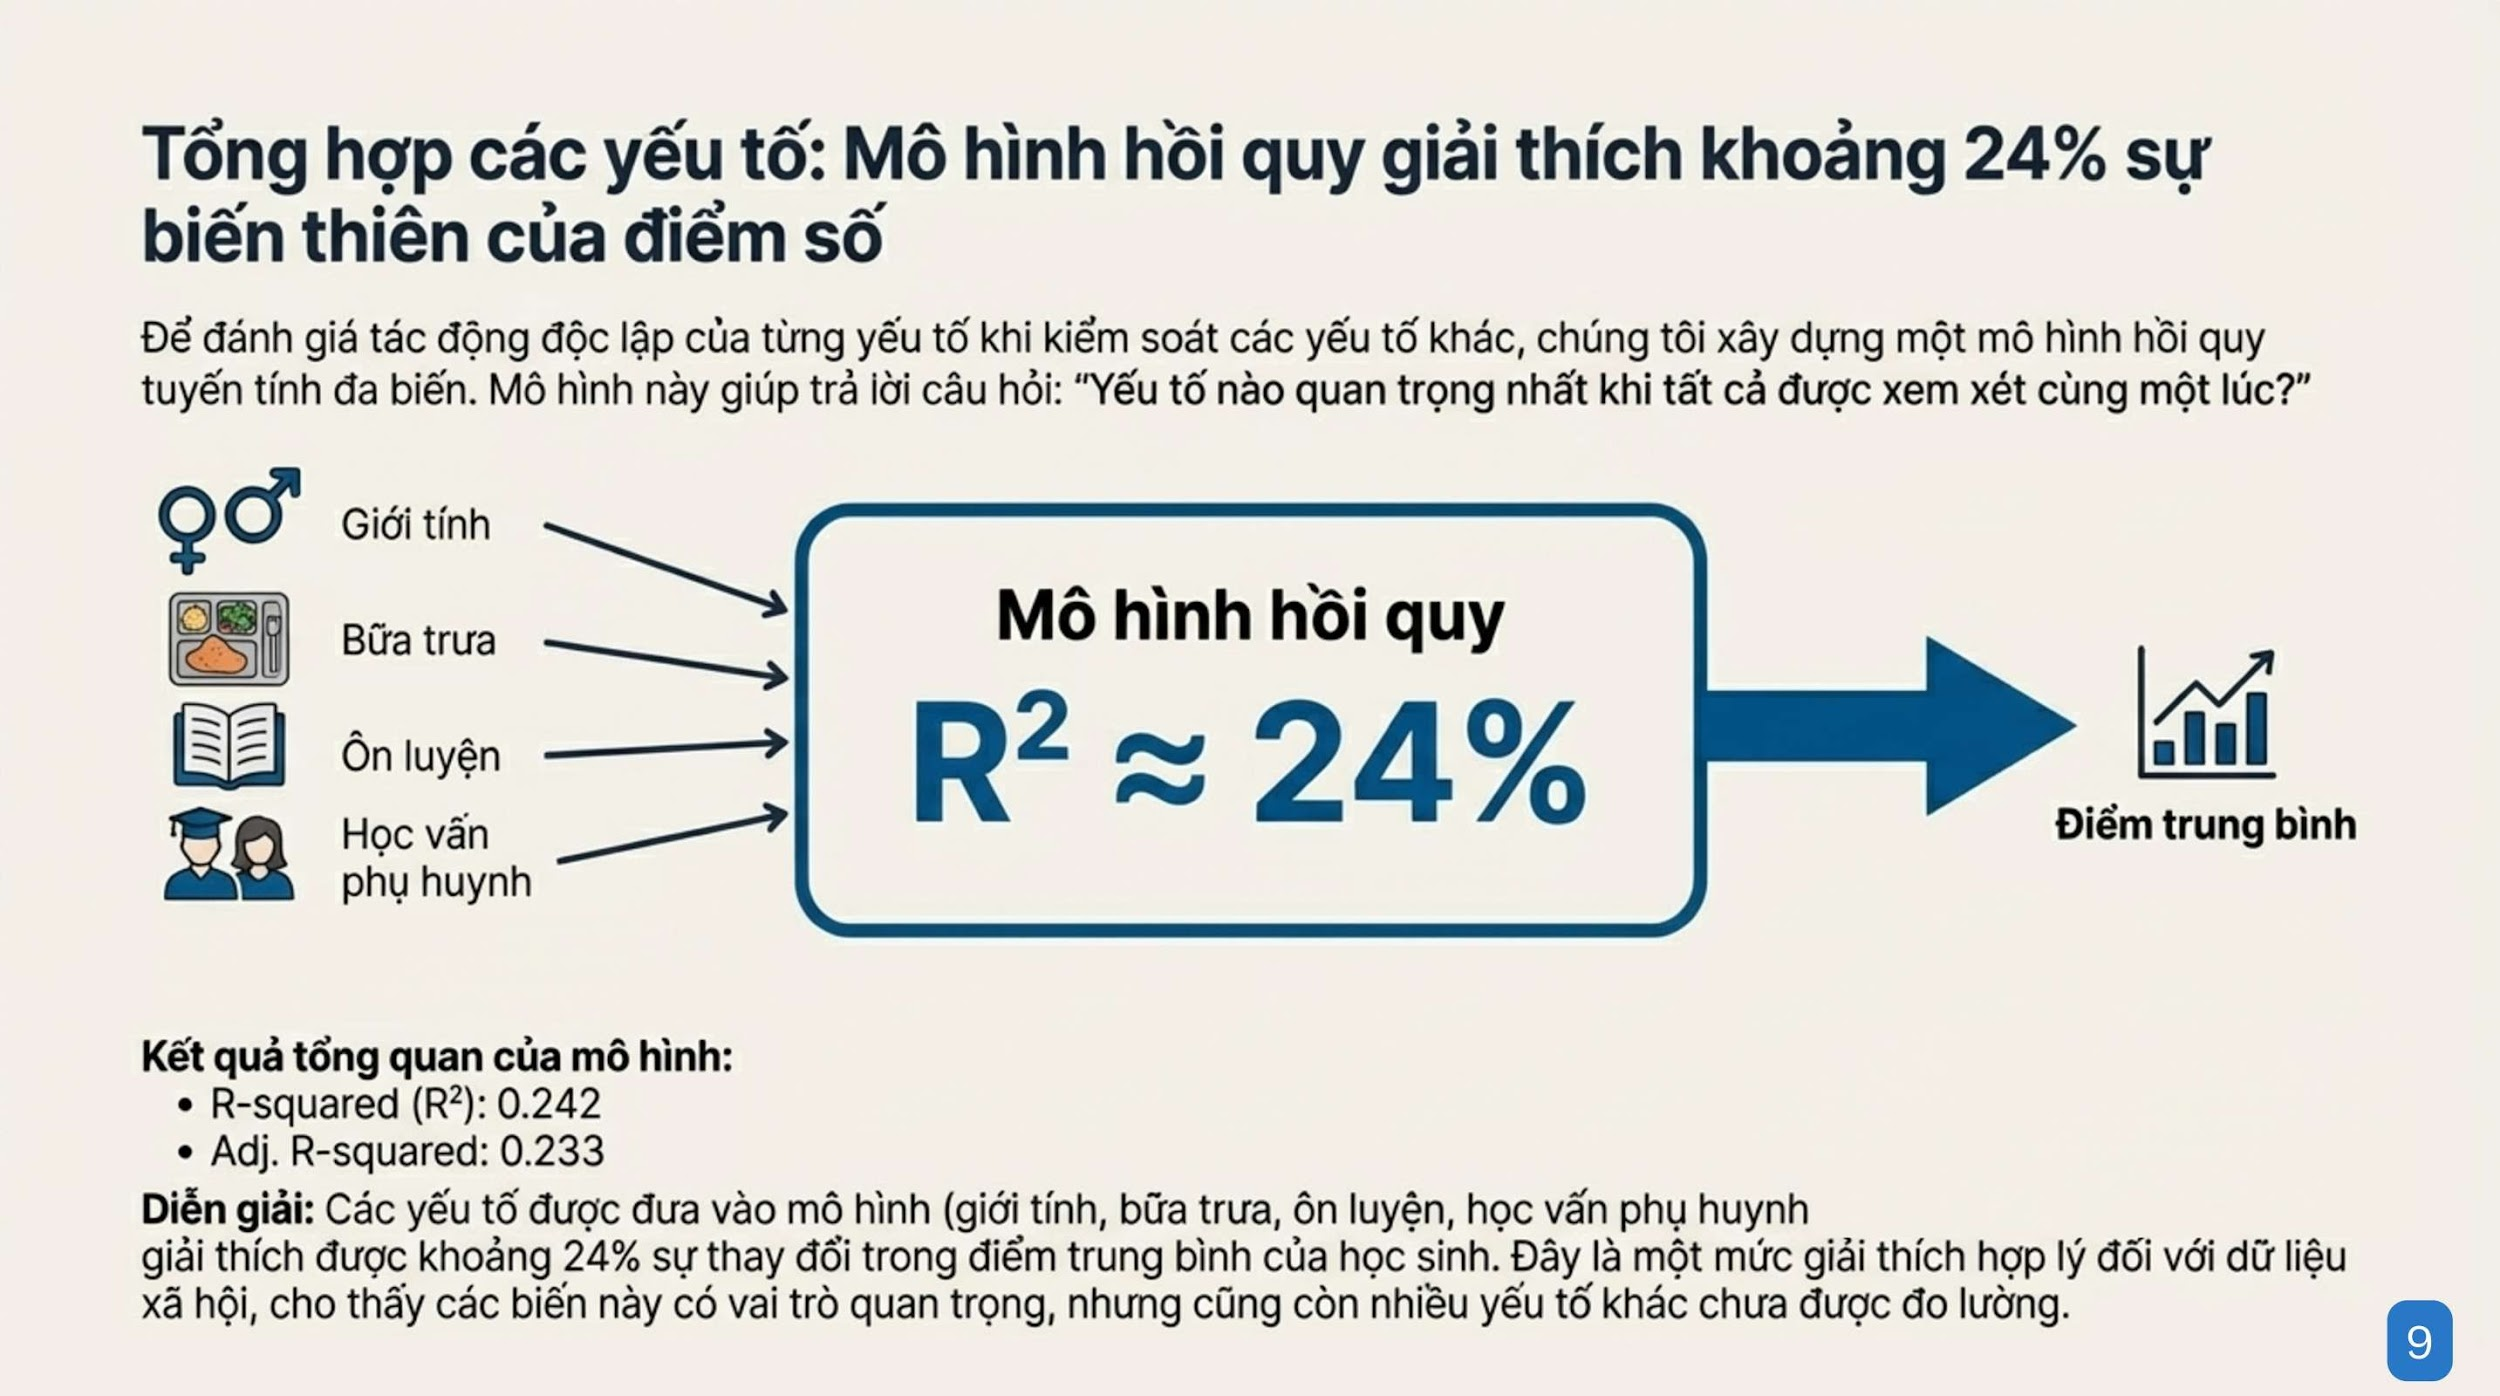 Tổng hợp các yếu tố: Mô hình hồi quy giải thích khoảng 24% sự
biến thiên của điểm số
Để đánh giá tác động độc lập của từng yếu tố khi kiểm soát các yếu tố khác, chúng tôi xây dựng một mô hình hồi quy
tuyến tính đa biến. Mô hình này giúp trả lời câu hỏi: “Yếu tố nào quan trọng nhất khi tất cả được xem xét cùng một lúc?”
Giới tính
Bữa trưa
Ôn luyện
Học vấn
phụ huynh
Mô hình hồi quy
R² ≈ 24%
Điểm trung bình
Kết quả tổng quan của mô hình:
• R-squared (R²): 0.242
• Adj. R-squared: 0.233
Diễn giải: Các yếu tố được đưa vào mô hình (giới tính, bữa trưa, ôn luyện, học vấn phụ huynh
giải thích được khoảng 24% sự thay đổi trong điểm trung bình của học sinh. Đây là một mức giải thích hợp lý đối với dữ liệu
xã hội, cho thấy các biến này có vai trò quan trọng, nhưng cũng còn nhiều yếu tố khác chưa được đo lường.
9